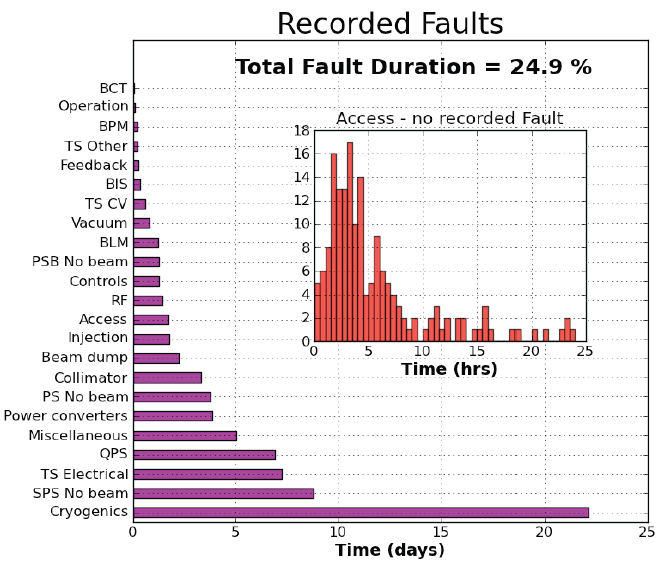 Recorded Faults
Total Fault Duration = 24.9 %
BCT
Operation
BPM
TS Other
Feedback
BIS
TS CV
Vacuum
BLM
PSB No beam
Controls
RF
Access
Injection
Beam dump
Collimator
PS No beam
Power converters
Miscellaneous
QPS
TS Electrical
SPS No beam
Cryogenics
0 5 10 15 20 25
Time (days)
Access - no recorded Fault
18
16
14
12
10
8
6
4
2
0
0 5 10 15 20 25
Time (hrs)